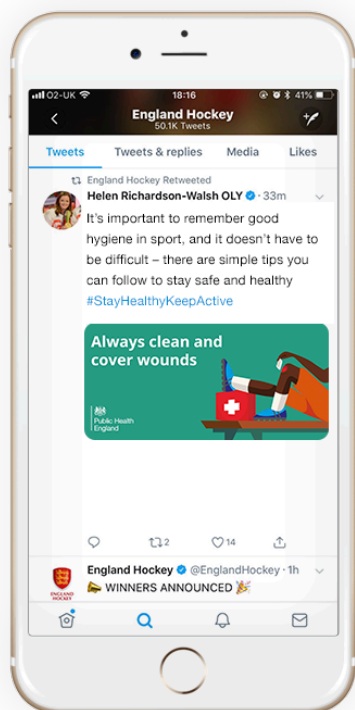 O2-UK 18:16 41%
England Hockey
50.1K Tweets
Tweets Tweets & replies Media Likes
England Hockey Retweeted
Helen Richardson-Walsh OLY · 33m
It's important to remember good
hygiene in sport, and it doesn't have to
be difficult – there are simple tips you
can follow to stay safe and healthy
#StayHealthyKeepActive
Always clean and
cover wounds
Public Health
England
2 14
England Hockey @EnglandHockey · 1h
WINNERS ANNOUNCED
ENGLAND
HOCKEY